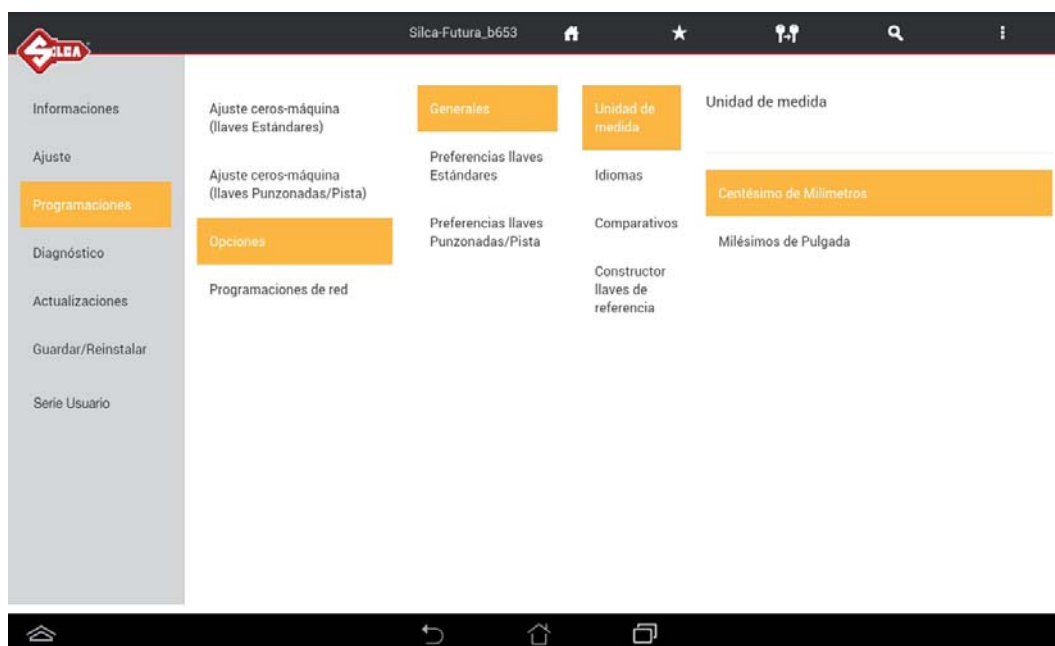 SILCA
Silca-Futura_b653
Informaciones
Ajuste
Programaciones
Diagnóstico
Actualizaciones
Guardar/Reinstalar
Serie Usuario
Ajuste ceros-máquina
(llaves Estándares)
Ajuste ceros-máquina
(llaves Punzonadas/Pista)
Opciones
Programaciones de red
Generales
Preferencias llaves
Estándares
Preferencias llaves
Punzonadas/Pista
Unidad de
medida
Idiomas
Comparativos
Constructor
llaves de
referencia
Unidad de medida
Centésimo de Milimetros
Milésimos de Pulgada